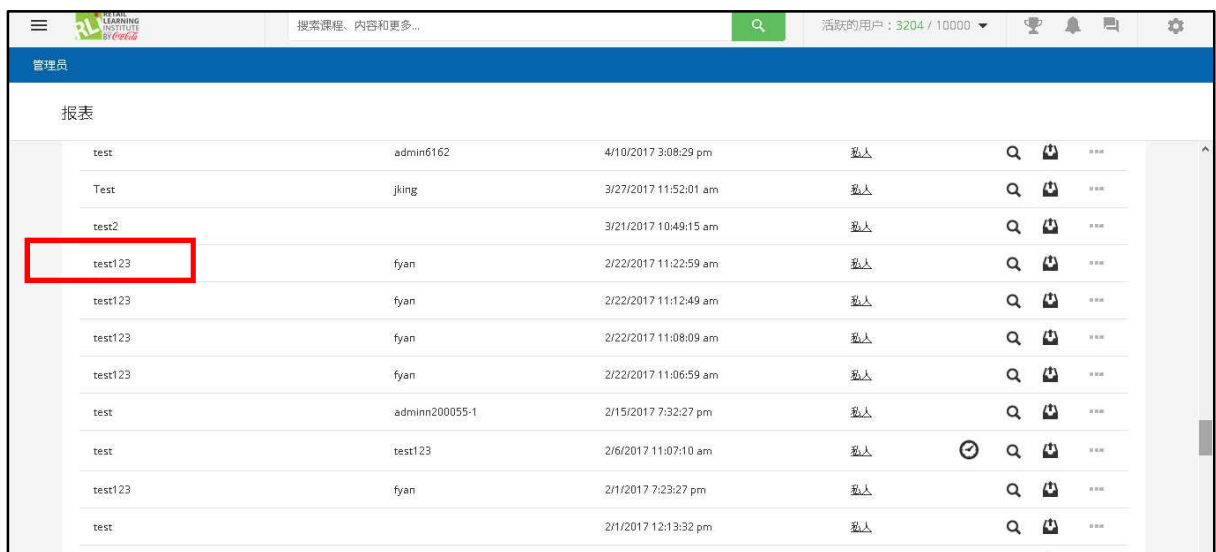 RETAIL
LEARNING
INSTITUTE
BY Coca-Cola
RLI
搜索课程、内容和更多...
活跃的用户：3204 / 10000
管理员
报表
test admin6162 4/10/2017 3:08:29 pm 私人
Test jking 3/27/2017 11:52:01 am 私人
test2 3/21/2017 10:49:15 am 私人
test123 fyan 2/22/2017 11:22:59 am 私人
test123 fyan 2/22/2017 11:12:49 am 私人
test123 fyan 2/22/2017 11:08:09 am 私人
test123 fyan 2/22/2017 11:06:59 am 私人
test adminn200055-1 2/15/2017 7:32:27 pm 私人
test test123 2/6/2017 11:07:10 am 私人
test123 fyan 2/1/2017 7:23:27 pm 私人
test 2/1/2017 12:13:32 pm 私人